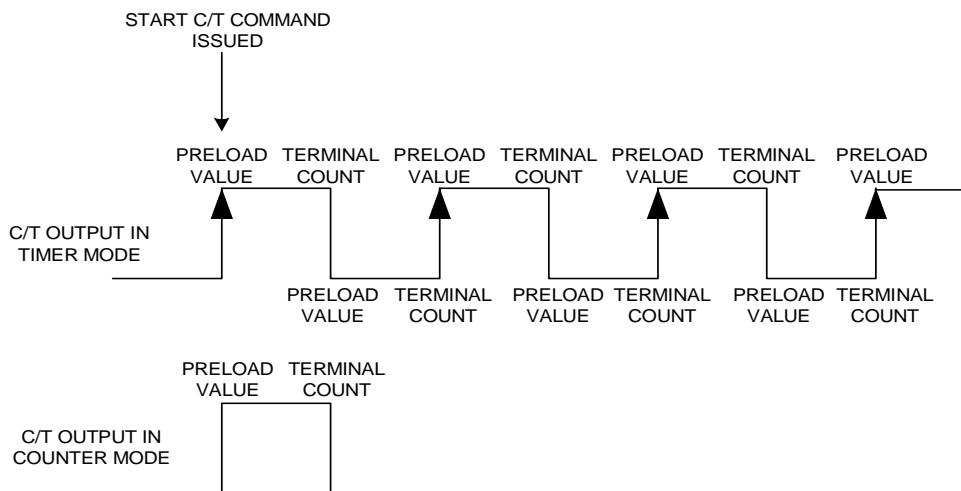 START C/T COMMAND
ISSUED
PRELOAD TERMINAL PRELOAD TERMINAL PRELOAD TERMINAL PRELOAD
VALUE COUNT VALUE COUNT VALUE COUNT VALUE
C/T OUTPUT IN
TIMER MODE
PRELOAD TERMINAL PRELOAD TERMINAL PRELOAD TERMINAL
VALUE COUNT VALUE COUNT VALUE COUNT
PRELOAD TERMINAL
VALUE COUNT
C/T OUTPUT IN
COUNTER MODE